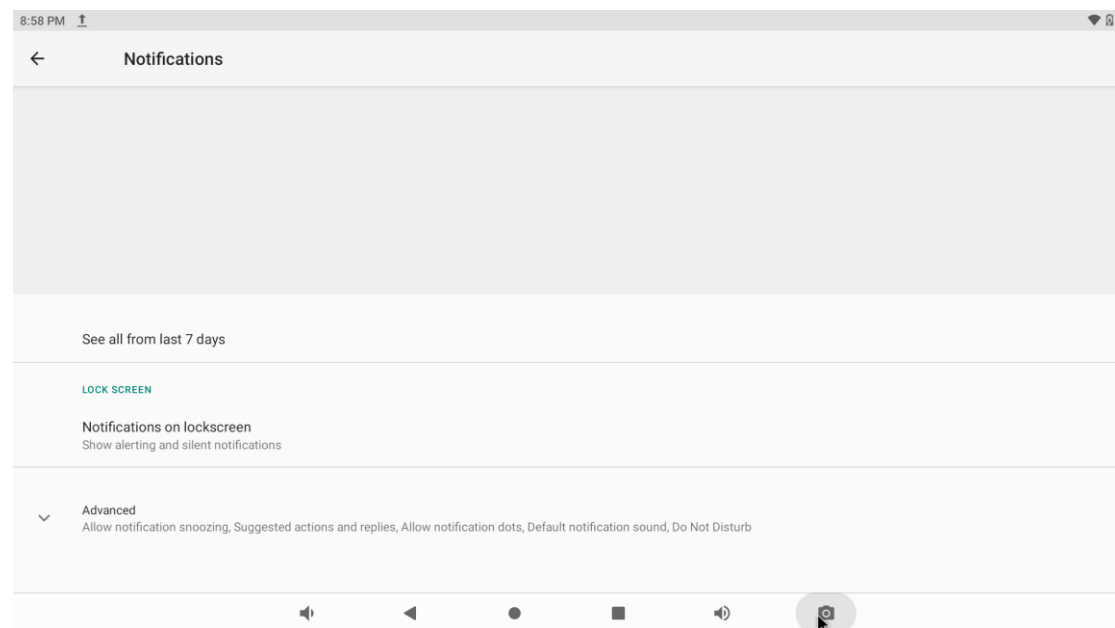 8:58 PM
Notifications
See all from last 7 days
LOCK SCREEN
Notifications on lockscreen
Show alerting and silent notifications
Advanced
Allow notification snoozing, Suggested actions and replies, Allow notification dots, Default notification sound, Do Not Disturb